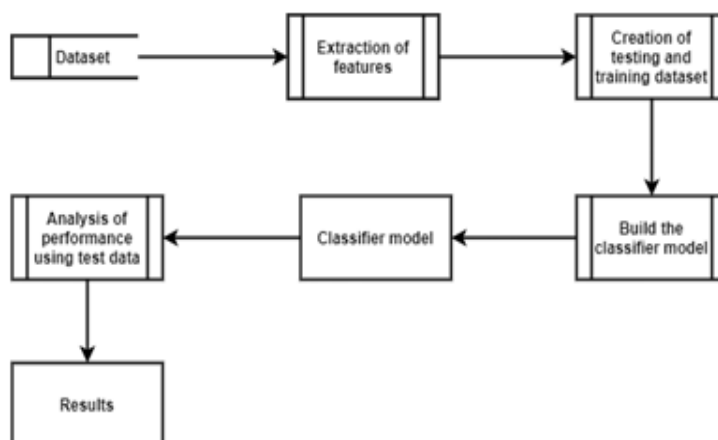 Dataset
Extraction of
features
Creation of
testing and
training dataset
Analysis of
performance
using test data
Classifier model
Build the
classifier model
Results